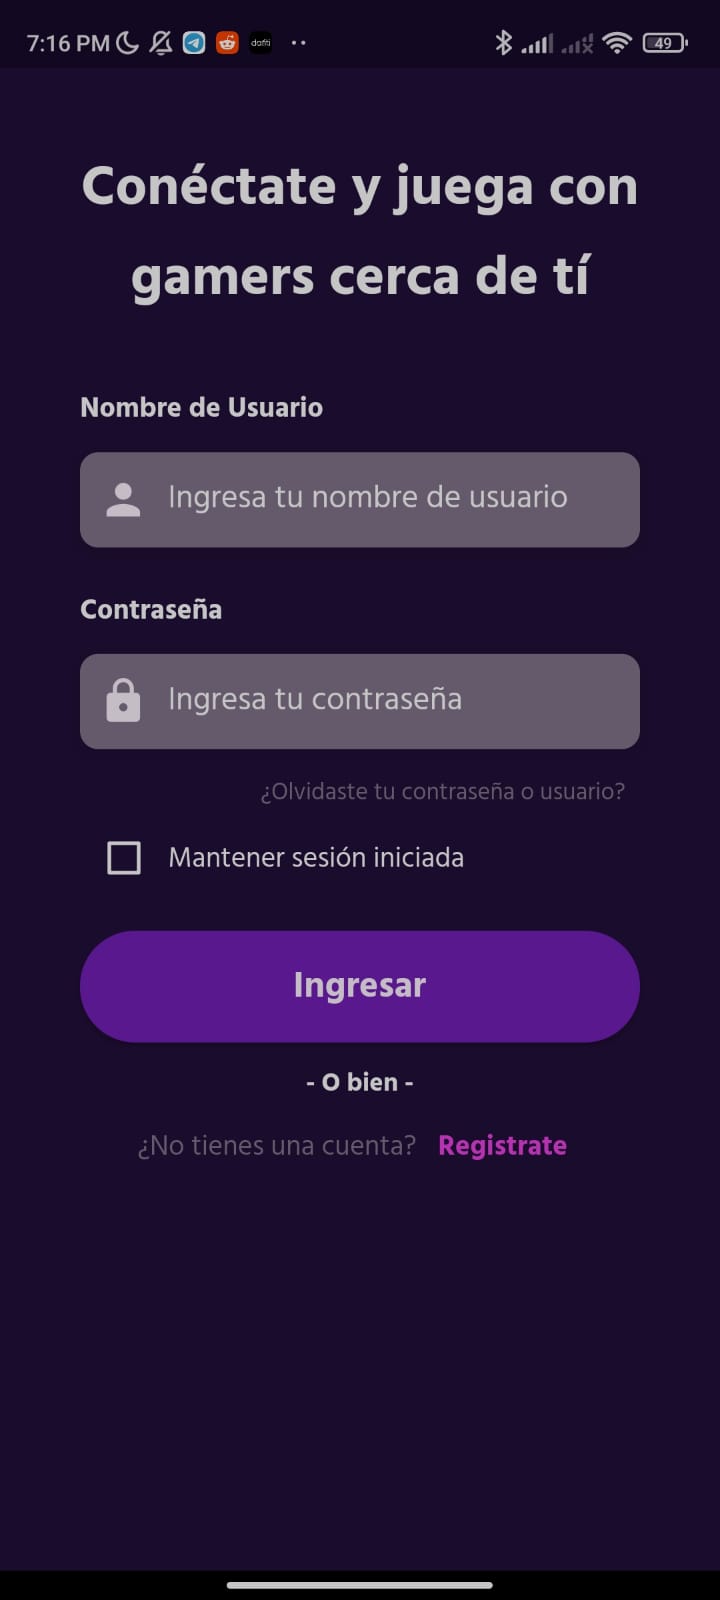 7:16 PM dafiti 49
Conéctate y juega con
gamers cerca de tí
Nombre de Usuario
Ingresa tu nombre de usuario
Contraseña
Ingresa tu contraseña
¿Olvidaste tu contraseña o usuario?
Mantener sesión iniciada
Ingresar
- O bien -
¿No tienes una cuenta? Registrate